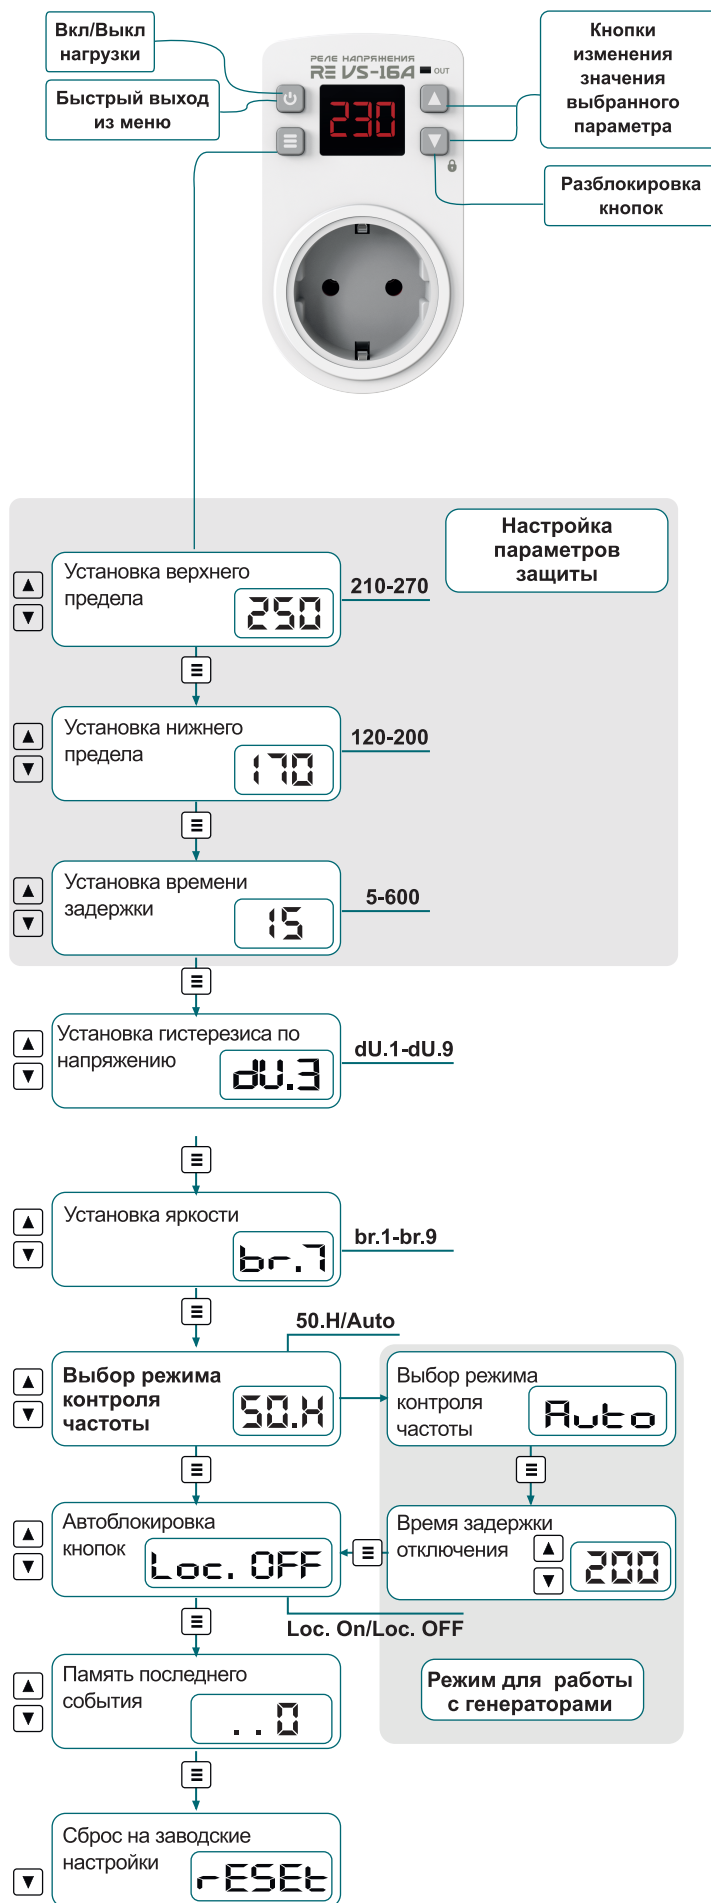 Вкл/Выкл
нагрузки
Быстрый выход
из меню
РЕЛЕ НАПРЯЖЕНИЯ
RE VS-16A
OUT
230
Кнопки
изменения
значения
выбранного
параметра
Разблокировка
кнопок
Настройка
параметров
защиты
Установка верхнего
предела
250
210-270
Установка нижнего
предела
170
120-200
Установка времени
задержки
15
5-600
Установка гистерезиса по
напряжению
dU.3
dU.1-dU.9
Установка яркости
br.7
br.1-br.9
50.H/Auto
Выбор режима
контроля
частоты
50.H
Выбор режима
контроля
частоты
Auto
Автоблокировка
кнопок
Loc. OFF
Время задержки
отключения
200
Loc. On/Loc. OFF
Память последнего
события
..0
Режим для работы
с генераторами
Сброс на заводские
настройки
rESEt